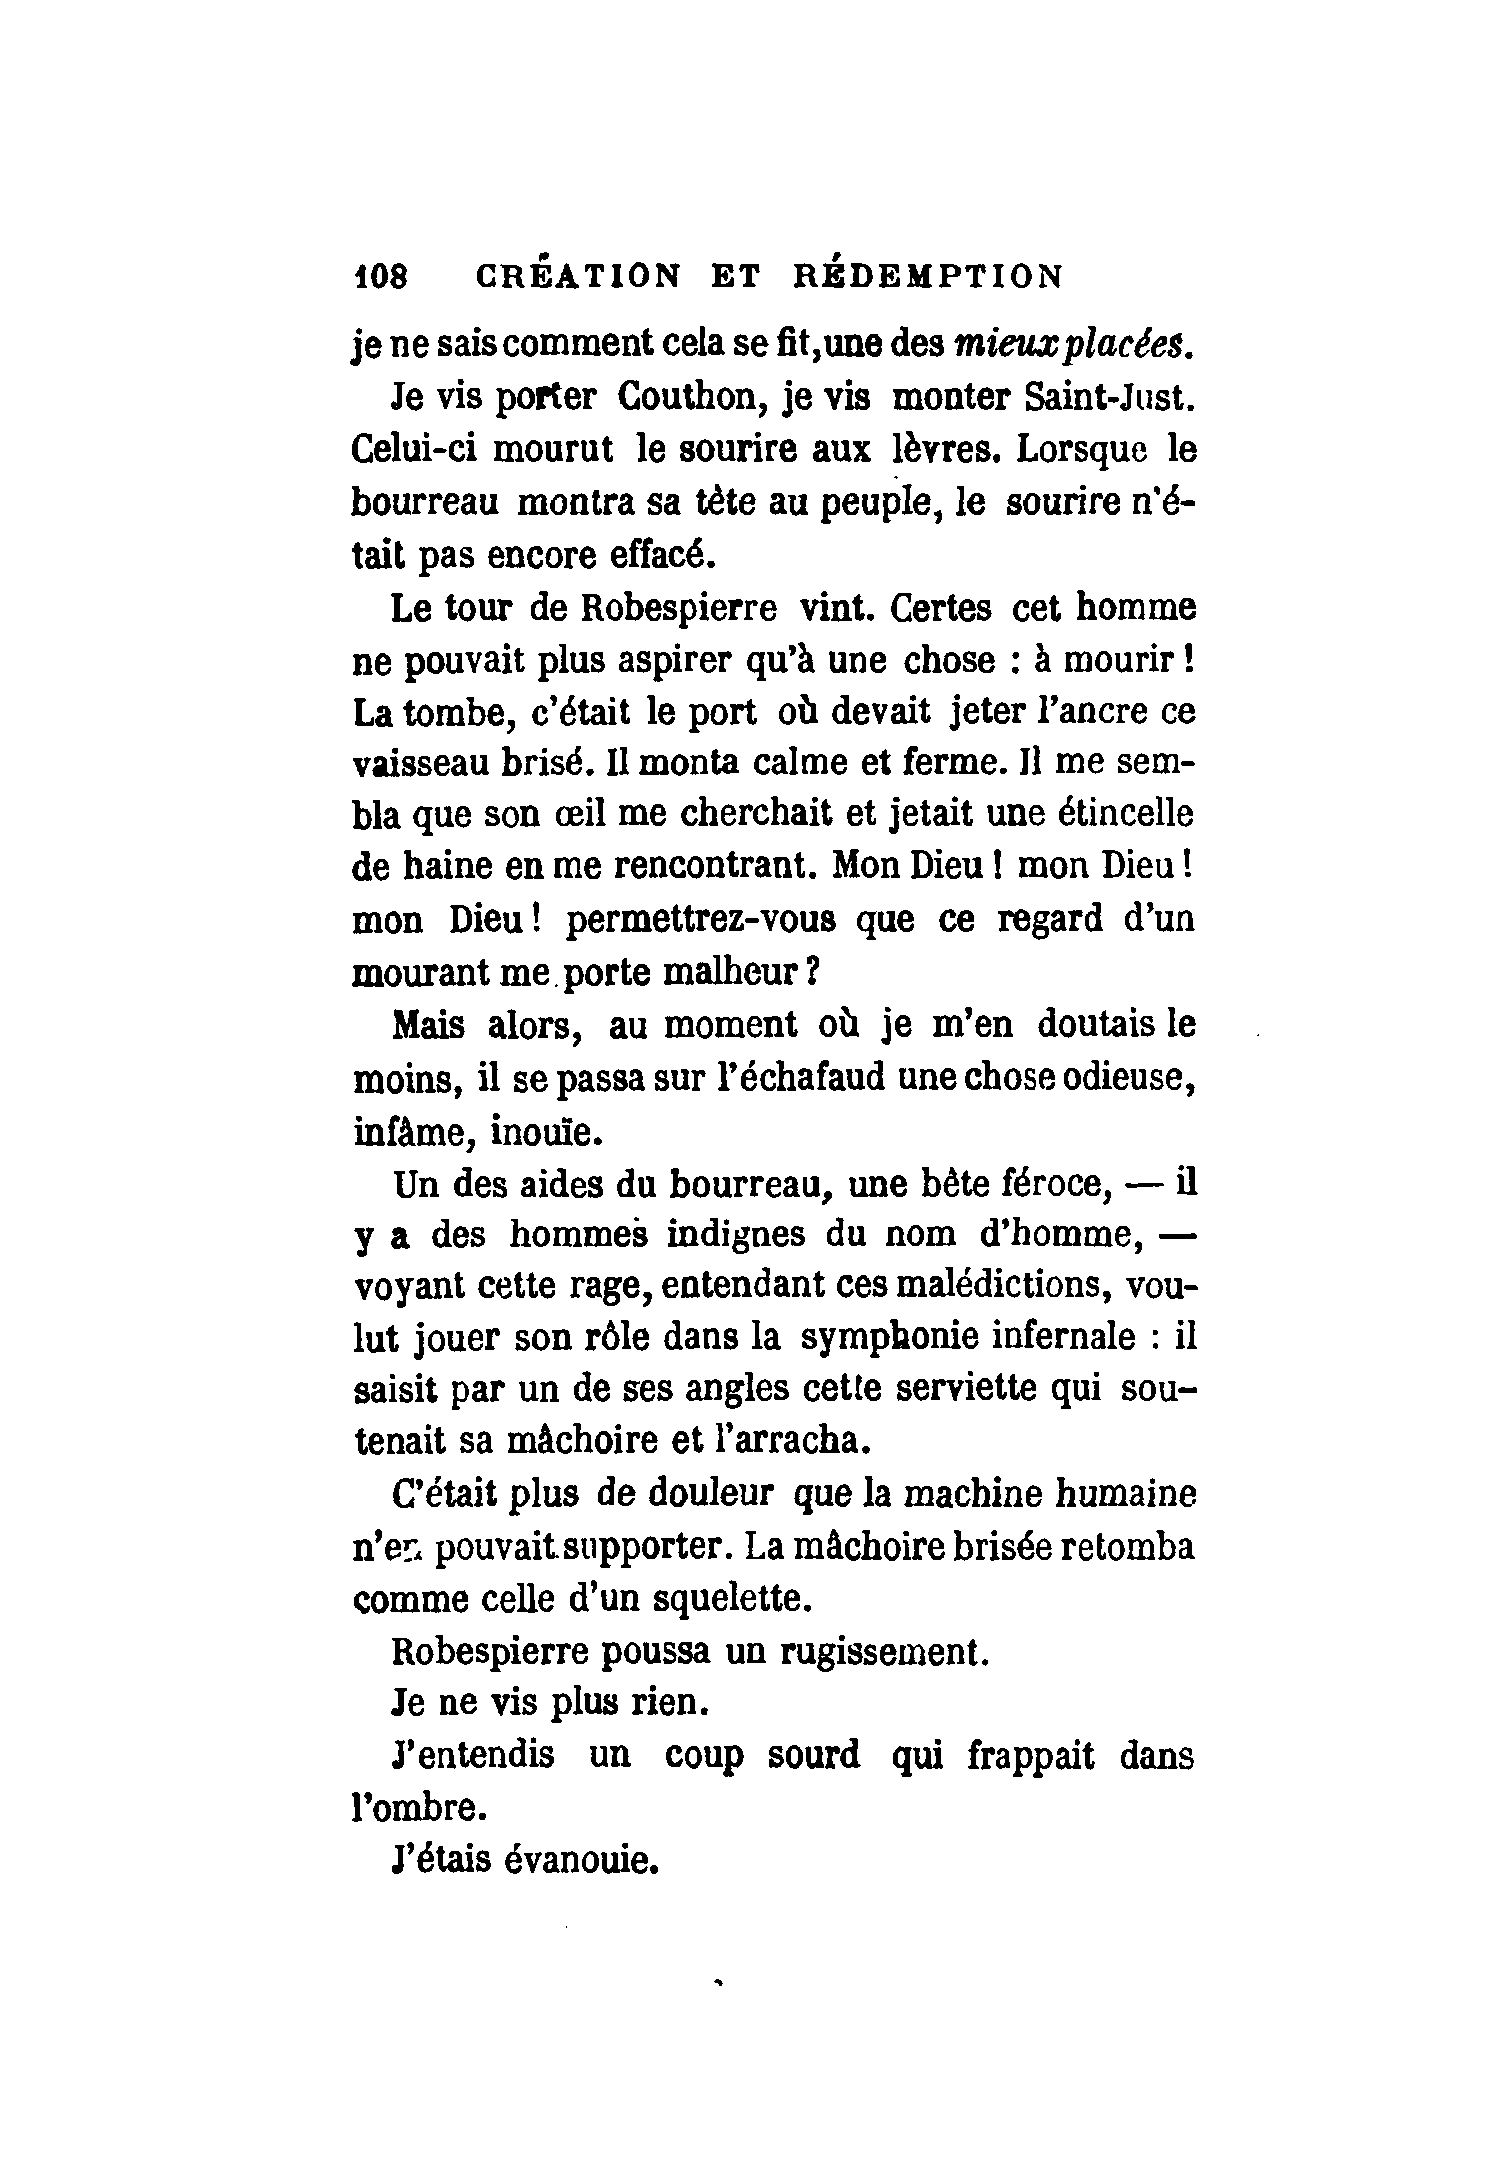 108 CRÉATION ET RÉDEMPTION
je ne sais comment cela se fit, une des mieux placées.
Je vis porter Couthon, je vis monter Saint-Just.
Celui-ci mourut le sourire aux lèvres. Lorsque le
bourreau montra sa tête au peuple, le sourire n'é-
tait pas encore effacé.
Le tour de Robespierre vint. Certes cet homme
ne pouvait plus aspirer qu'à une chose : à mourir !
La tombe, c'était le port où devait jeter l'ancre ce
vaisseau brisé. Il monta calme et ferme. Il me sem-
bla que son œil me cherchait et jetait une étincelle
de haine en me rencontrant. Mon Dieu ! mon Dieu !
mon Dieu ! permettrez-vous que ce regard d'un
mourant me porte malheur ?
Mais alors, au moment où je m'en doutais le
moins, il se passa sur l'échafaud une chose odieuse,
infâme, inouïe.
Un des aides du bourreau, une bête féroce, — il
y a des hommes indignes du nom d'homme, —
voyant cette rage, entendant ces malédictions, vou-
lut jouer son rôle dans la symphonie infernale : il
saisit par un de ses angles cette serviette qui sou-
tenait sa mâchoire et l'arracha.
C'était plus de douleur que la machine humaine
n'en pouvait supporter. La mâchoire brisée retomba
comme celle d'un squelette.
Robespierre poussa un rugissement.
Je ne vis plus rien.
J'entendis un coup sourd qui frappait dans
l'ombre.
J'étais évanouie.